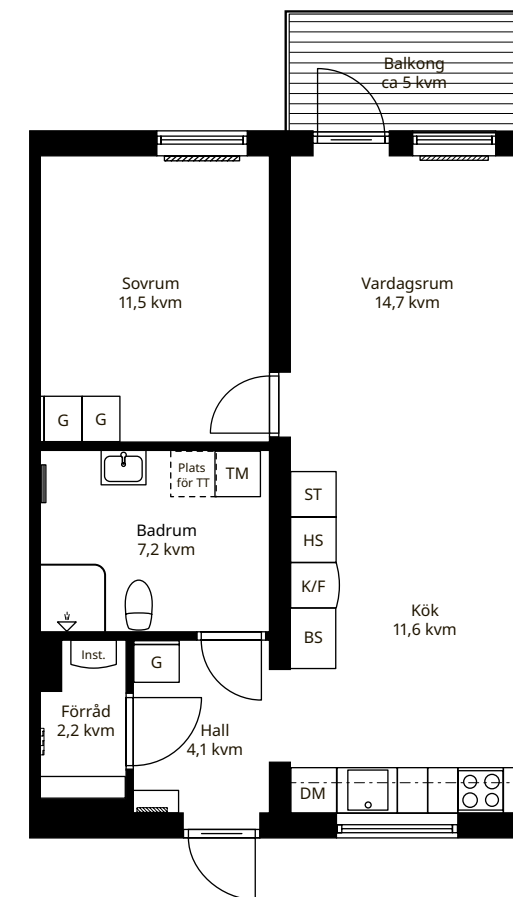 Balkong
ca 5 kvm
Sovrum
11,5 kvm
Vardagsrum
14,7 kvm
G
G
Plats
för TT
TM
ST
Badrum
7,2 kvm
HS
K/F
Kök
11,6 kvm
BS
Inst.
G
Förråd
2,2 kvm
Hall
4,1 kvm
DM